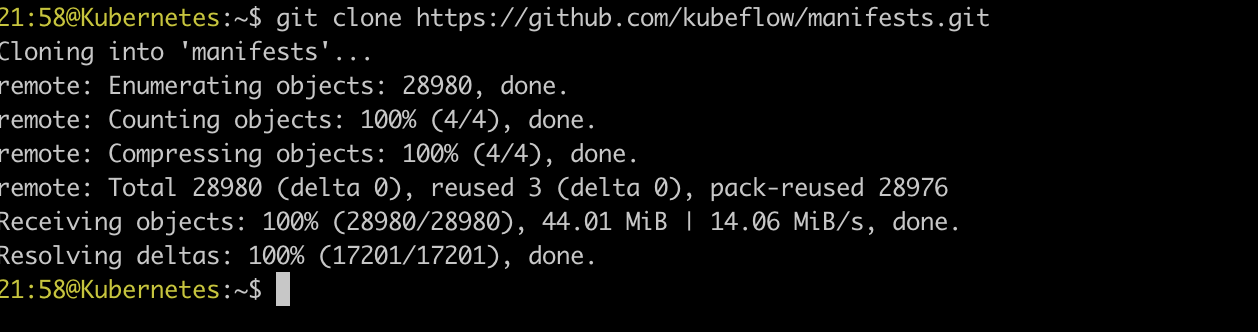 21:58@Kubernetes:~$ git clone https://github.com/kubeflow/manifests.git
Cloning into 'manifests'...
remote: Enumerating objects: 28980, done.
remote: Counting objects: 100% (4/4), done.
remote: Compressing objects: 100% (4/4), done.
remote: Total 28980 (delta 0), reused 3 (delta 0), pack-reused 28976
Receiving objects: 100% (28980/28980), 44.01 MiB | 14.06 MiB/s, done.
Resolving deltas: 100% (17201/17201), done.
21:58@Kubernetes:~$